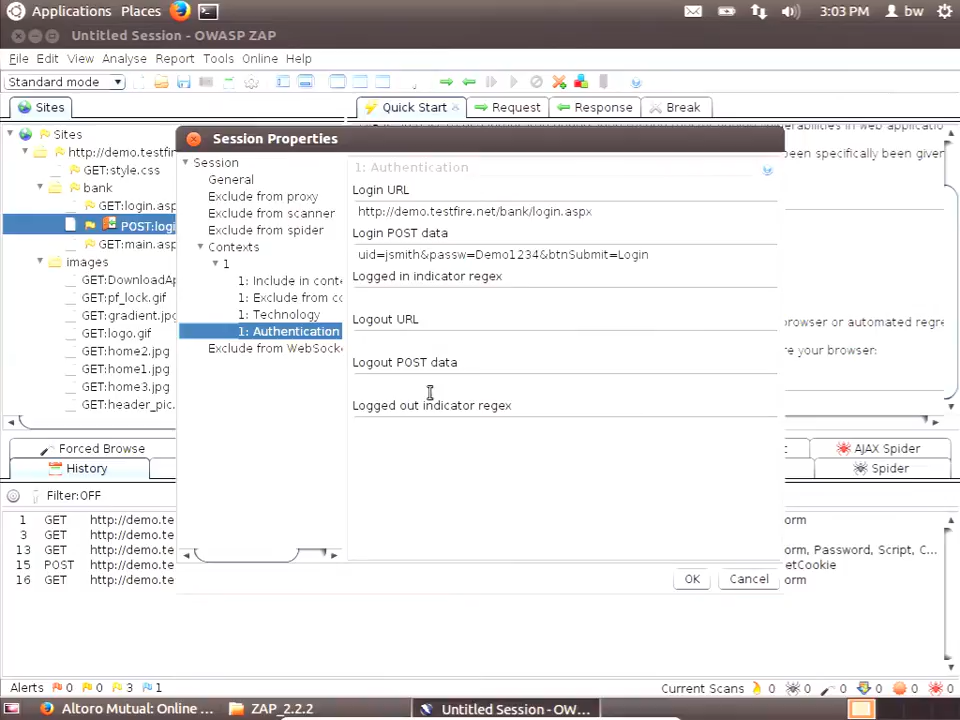 Applications Places 3:03 PM bw
Untitled Session - OWASP ZAP
File Edit View Analyse Report Tools Online Help
Standard mode
Sites Quick Start Request Response Break
Sites
http://demo.testfir
GET:style.css
bank
GET:login.asp
POST:logi
GET:main.asp
images
GET:DownloadAp
GET:pf_lock.gif
GET:gradient.jpg
GET:logo.gif
GET:home2.jpg
GET:home1.jpg
GET:home3.jpg
GET:header_pic.
ulnerabilities in web applicatio
been specifically been given
browser or automated regre
re your browser:
Session Properties
Session
General
Exclude from proxy
Exclude from scanner
Exclude from spider
Contexts
1
1: Include in conte
1: Exclude from co
1: Technology
1: Authentication
Exclude from WebSocke
1: Authentication
Login URL
http://demo.testfire.net/bank/login.aspx
Login POST data
uid=jsmith&passw=Demo1234&btnSubmit=Login
Logged in indicator regex
Logout URL
Logout POST data
Logged out indicator regex
OK Cancel
Forced Browse AJAX Spider
History Spider
Filter:OFF
1 GET http://demo.te orm
3 GET http://demo.te
13 GET http://demo.te orm, Password, Script, C...
15 POST http://demo.te etCookie
16 GET http://demo.te orm
Alerts 0 0 3 1 Current Scans 0 0 0 0 0 0
Altoro Mutual: Online ... ZAP_2.2.2 Untitled Session - OW...